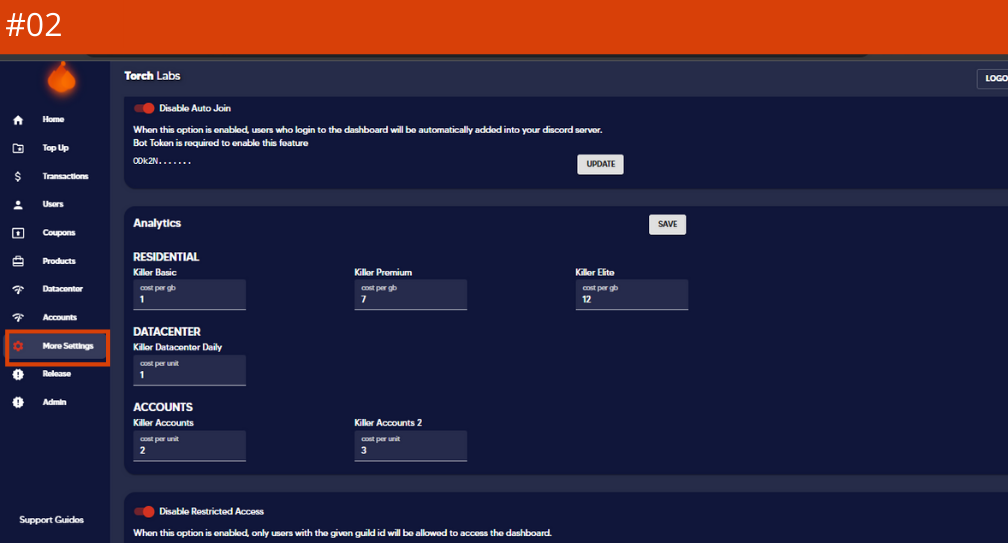 #02
Torch Labs
LOGO
Home
Top Up
Transactions
Users
Coupons
Products
Datacenter
Accounts
More Settings
Release
Admin
Support Guides
Disable Auto Join
When this option is enabled, users who login to the dashboard will be automatically added into your discord server.
Bot Token is required to enable this feature
ODk2N.......
UPDATE
Analytics
SAVE
RESIDENTIAL
Killer Basic Killer Premium Killer Elite
cost per gb cost per gb cost per gb
1 7 12
DATACENTER
Killer Datacenter Daily
cost per unit
1
ACCOUNTS
Killer Accounts Killer Accounts 2
cost per unit cost per unit
2 3
Disable Restricted Access
When this option is enabled, only users with the given guild id will be allowed to access the dashboard.